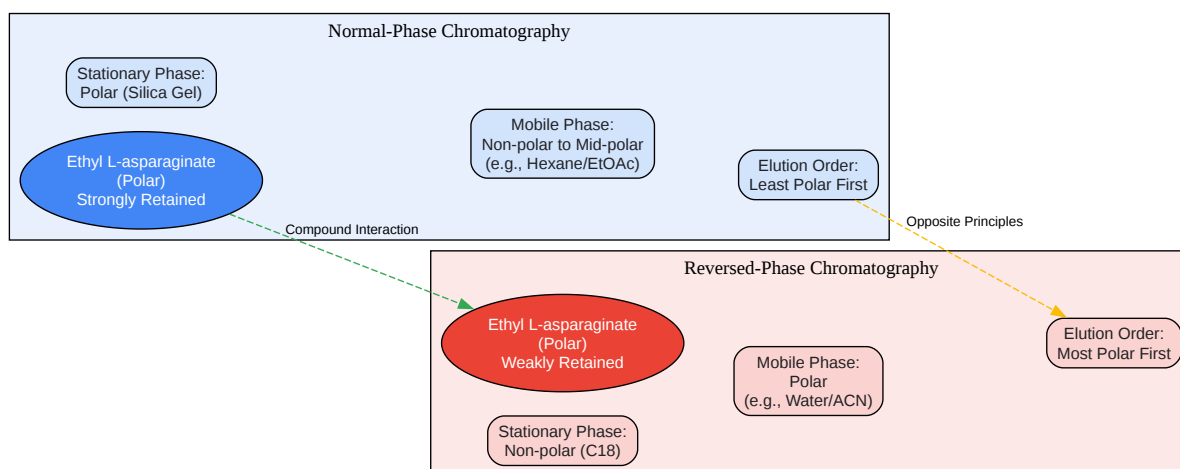 Normal-Phase Chromatography
Stationary Phase:
Polar (Silica Gel)
Ethyl L-asparaginate
(Polar)
Strongly Retained
Mobile Phase:
Non-polar to Mid-polar
(e.g., Hexane/EtOAc)
Elution Order:
Least Polar First
Compound Interaction
Opposite Principles
Reversed-Phase Chromatography
Ethyl L-asparaginate
(Polar)
Weakly Retained
Mobile Phase:
Polar
(e.g., Water/ACN)
Elution Order:
Most Polar First
Stationary Phase:
Non-polar (C18)